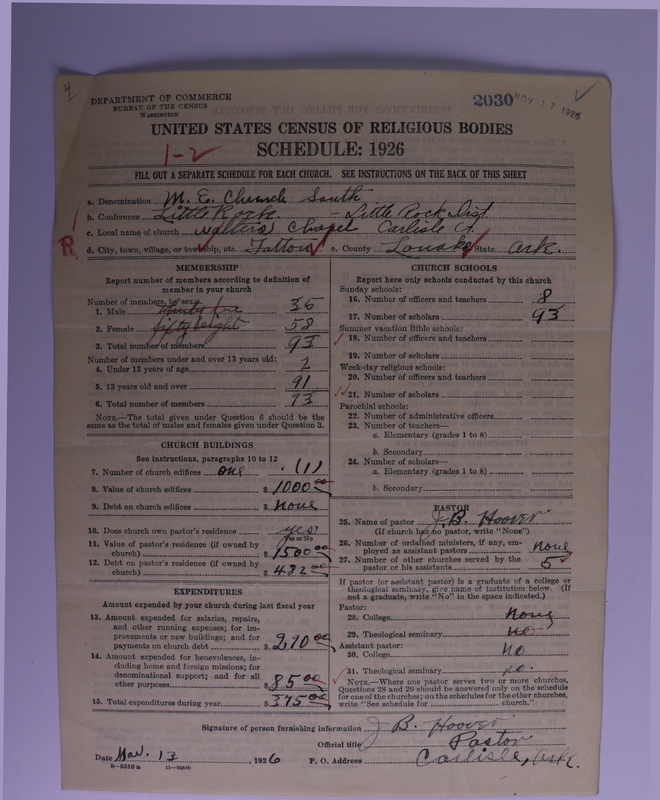 4
DEPARTMENT OF COMMERCE
BUREAU OF THE CENSUS
WASHINGTON
2030 NOV 17 1926
UNITED STATES CENSUS OF RELIGIOUS BODIES
1-2
SCHEDULE: 1926
FILL OUT A SEPARATE SCHEDULE FOR EACH CHURCH. SEE INSTRUCTIONS ON THE BACK OF THIS SHEET
a. Denomination M. E. Church South
b. Conference Little Rock - Little Rock Dist
c. Local name of church Chapel Carlisle
R
d. City, town, village, or township, etc. e. County Lonoke State Ark.
MEMBERSHIP
Report number of members according to definition of member in your church
Number of members, by sex:
1. Male 35
2. Female fifty eight 58
3. Total number of members 93
Number of members under and over 13 years old:
4. Under 13 years of age 2
5. 13 years old and over 91
6. Total number of members 93
NOTE.—The total given under Question 6 should be the same as the total of males and females given under Question 3.
CHURCH BUILDINGS
See instructions, paragraphs 10 to 12
7. Number of church edifices one (1)
8. Value of church edifices $ 1000 00
9. Debt on church edifices $ none
10. Does church own pastor's residence yes
Yes or No
11. Value of pastor's residence (if owned by church) $ 1500 00
12. Debt on pastor's residence (if owned by church) $ 482 00
EXPENDITURES
Amount expended by your church during last fiscal year
13. Amount expended for salaries, repairs, and other running expenses; for improvements or new buildings; and for payments on church debt $ 290 00
14. Amount expended for benevolences, including home and foreign missions; for denominational support; and for all other purposes $ 85 00
15. Total expenditures during year $ 375 00
CHURCH SCHOOLS
Report here only schools conducted by this church
Sunday schools:
16. Number of officers and teachers 8
17. Number of scholars 93
Summer vacation Bible schools:
18. Number of officers and teachers
19. Number of scholars
Week-day religious schools:
20. Number of officers and teachers
21. Number of scholars
Parochial schools:
22. Number of administrative officers
23. Number of teachers—
a. Elementary (grades 1 to 8)
b. Secondary
24. Number of scholars—
a. Elementary (grades 1 to 8)
b. Secondary
PASTOR
25. Name of pastor J. B. Hoover
(If church has no pastor, write "None")
26. Number of ordained ministers, if any, employed as assistant pastors none
27. Number of other churches served by the pastor or his assistants 5
If pastor (or assistant pastor) is a graduate of a college or theological seminary, give name of institution below. (If not a graduate, write "No" in the space indicated.)
Pastor:
28. College none
29. Theological seminary no
Assistant pastor:
30. College no
31. Theological seminary no.
NOTE.—Where one pastor serves two or more churches, Questions 28 and 29 should be answered only on the schedule for one of the churches; on the schedules for the other churches, write "See schedule for church."
Signature of person furnishing information J B. Hoover
Official title Pastor
Date Nov. 13, 1926 P. O. Address Carlisle, Ark.
8-5318a 11-9051b